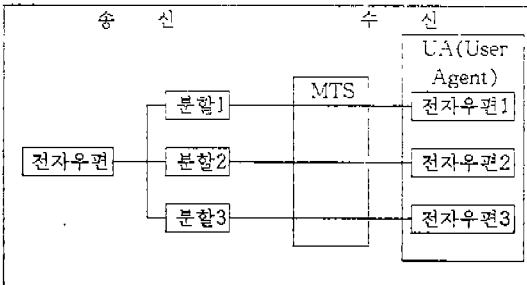 송 신 수 신
UA(User
Agent)
MTS
분할1 전자우편1
전자우편 분할2 전자우편2
분할3 전자우편3